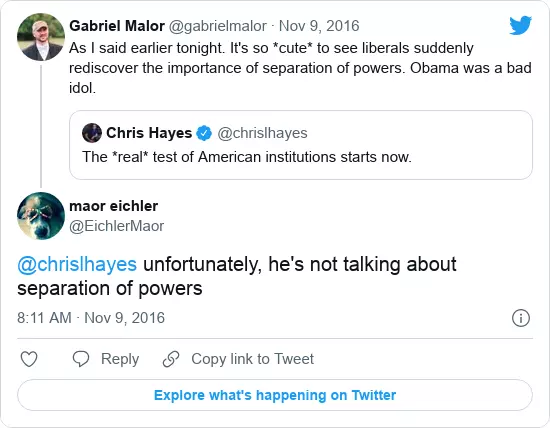 Gabriel Malor @gabrielmalor · Nov 9, 2016
As I said earlier tonight. It's so *cute* to see liberals suddenly
rediscover the importance of separation of powers. Obama was a bad
idol.
Chris Hayes @chrislhayes
The *real* test of American institutions starts now.
maor eichler
@EichlerMaor
@chrislhayes unfortunately, he's not talking about
separation of powers
8:11 AM · Nov 9, 2016
Reply Copy link to Tweet
Explore what's happening on Twitter